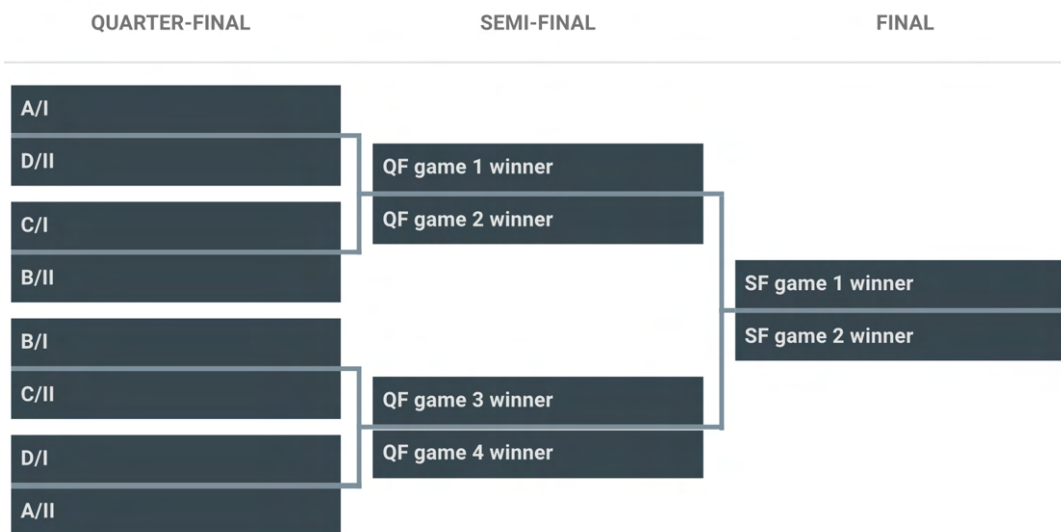 QUARTER-FINAL
SEMI-FINAL
FINAL
A/I
D/II
C/I
B/II
B/I
C/II
D/I
A/II
QF game 1 winner
QF game 2 winner
QF game 3 winner
QF game 4 winner
SF game 1 winner
SF game 2 winner